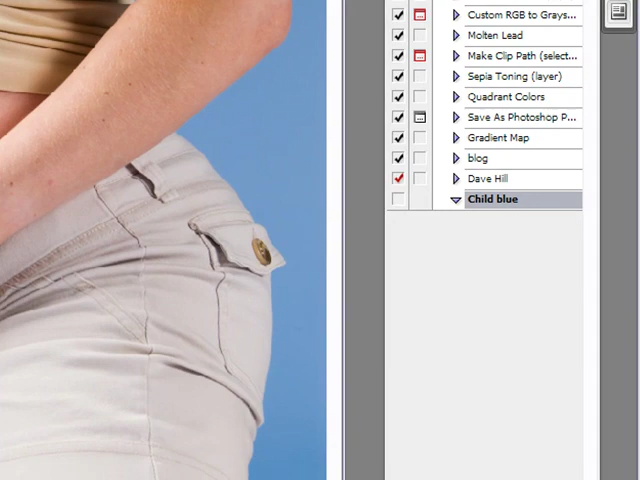 Custom RGB to Grays...
Molten Lead
Make Clip Path (select...
Sepia Toning (layer)
Quadrant Colors
Save As Photoshop P...
Gradient Map
blog
Dave Hill
Child blue